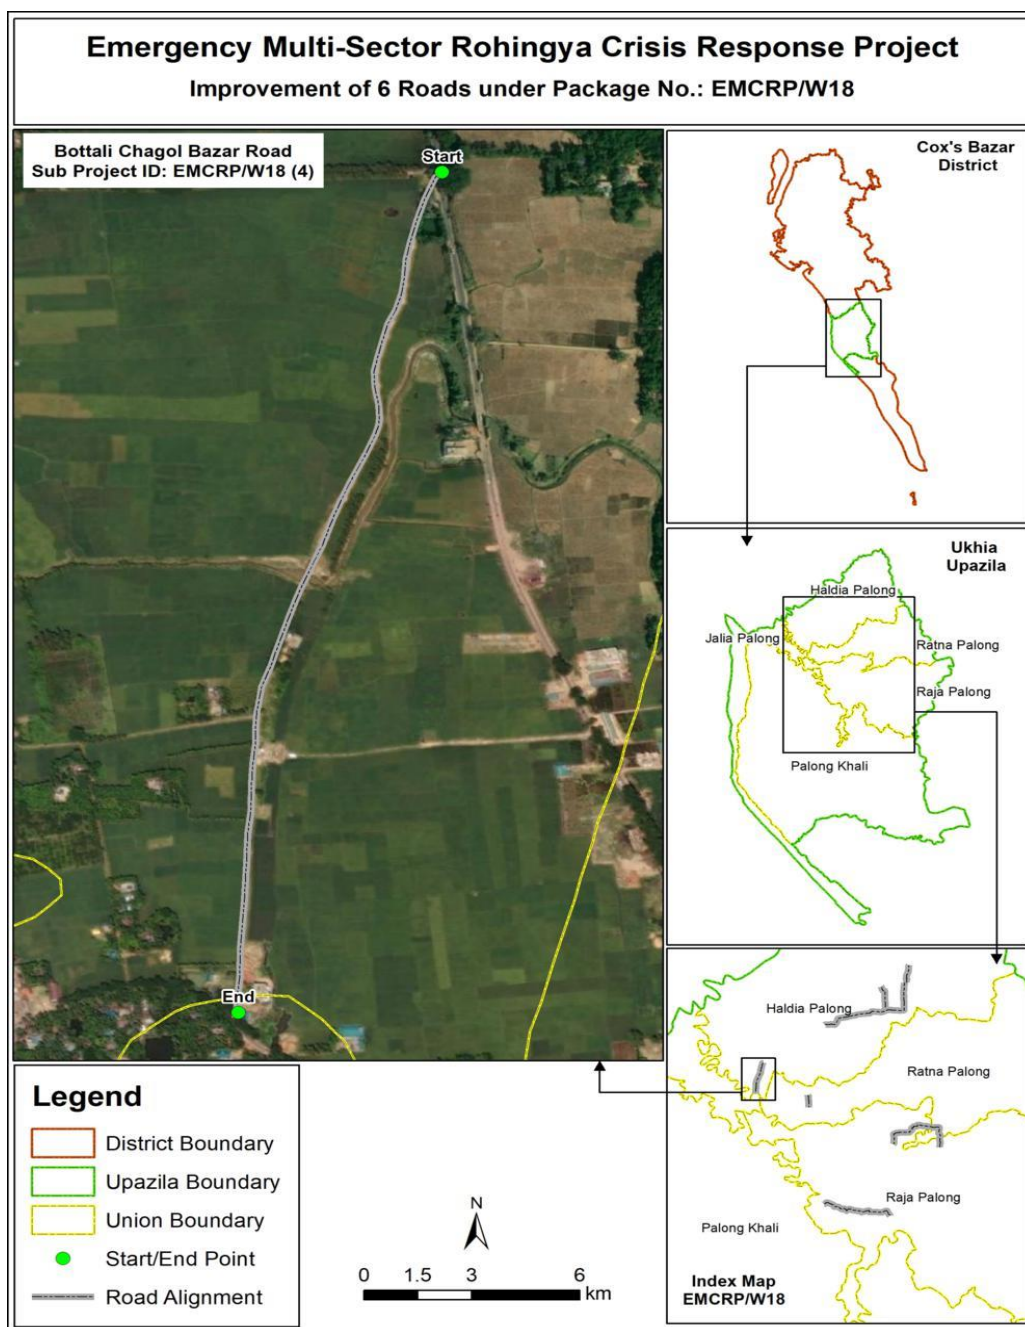 Emergency Multi-Sector Rohingya Crisis Response Project
Improvement of 6 Roads under Package No.: EMCRP/W18
Bottali Chagol Bazar Road
Sub Project ID: EMCRP/W18 (4)
Start
End
Cox's Bazar
District
Ukhia
Upazila
Haldia Palong
Jalia Palong
Ratna Palong
Raja Palong
Palong Khali
Haldia Palong
Ratna Palong
Raja Palong
Palong Khali
Index Map
EMCRP/W18
Legend
District Boundary
Upazila Boundary
Union Boundary
Start/End Point
Road Alignment
N
0 1.5 3 6
km